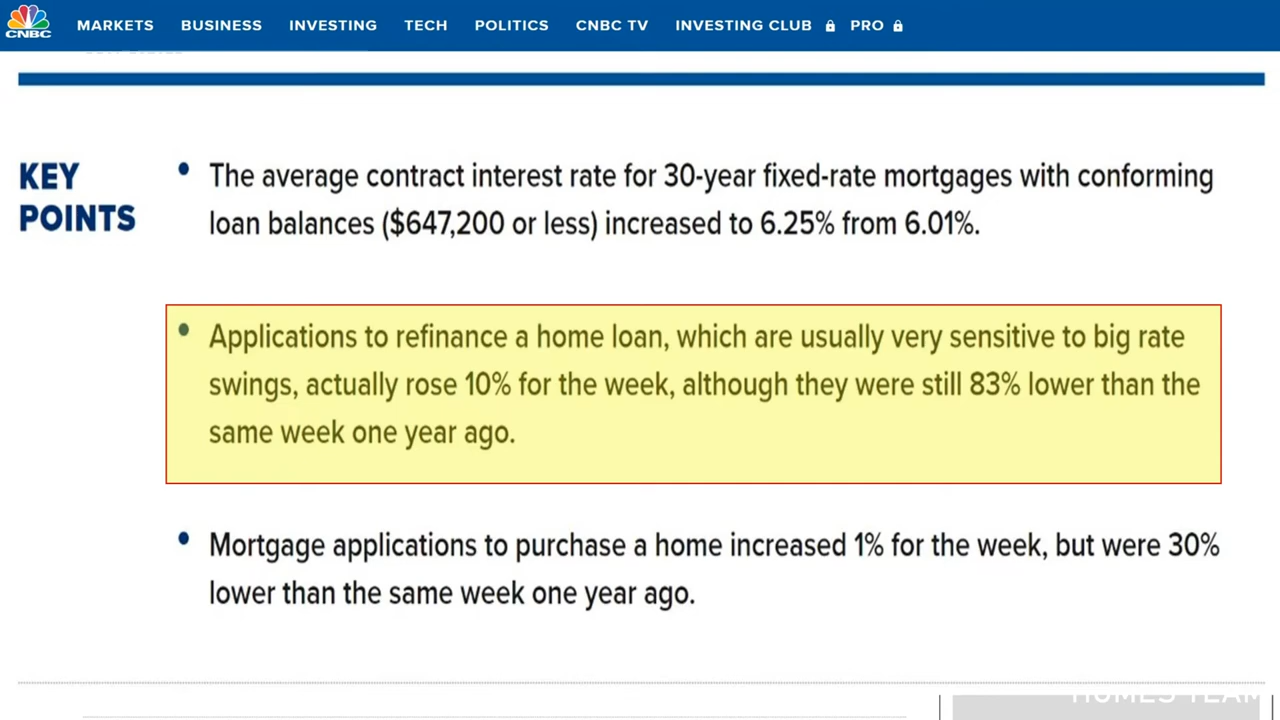 CNBC
MARKETS BUSINESS INVESTING TECH POLITICS CNBC TV INVESTING CLUB PRO
KEY
POINTS
• The average contract interest rate for 30-year fixed-rate mortgages with conforming
loan balances ($647,200 or less) increased to 6.25% from 6.01%.
• Applications to refinance a home loan, which are usually very sensitive to big rate
swings, actually rose 10% for the week, although they were still 83% lower than the
same week one year ago.
• Mortgage applications to purchase a home increased 1% for the week, but were 30%
lower than the same week one year ago.
HOMES TEAM